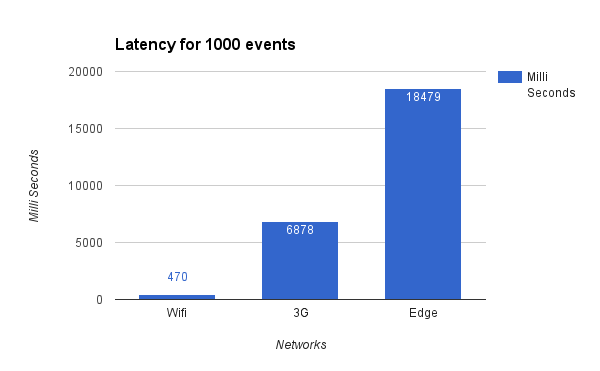 Latency for 1000 events
20000
15000
10000
5000
0
Milli Seconds
470
6878
18479
Wifi
3G
Edge
Networks
Milli
Seconds